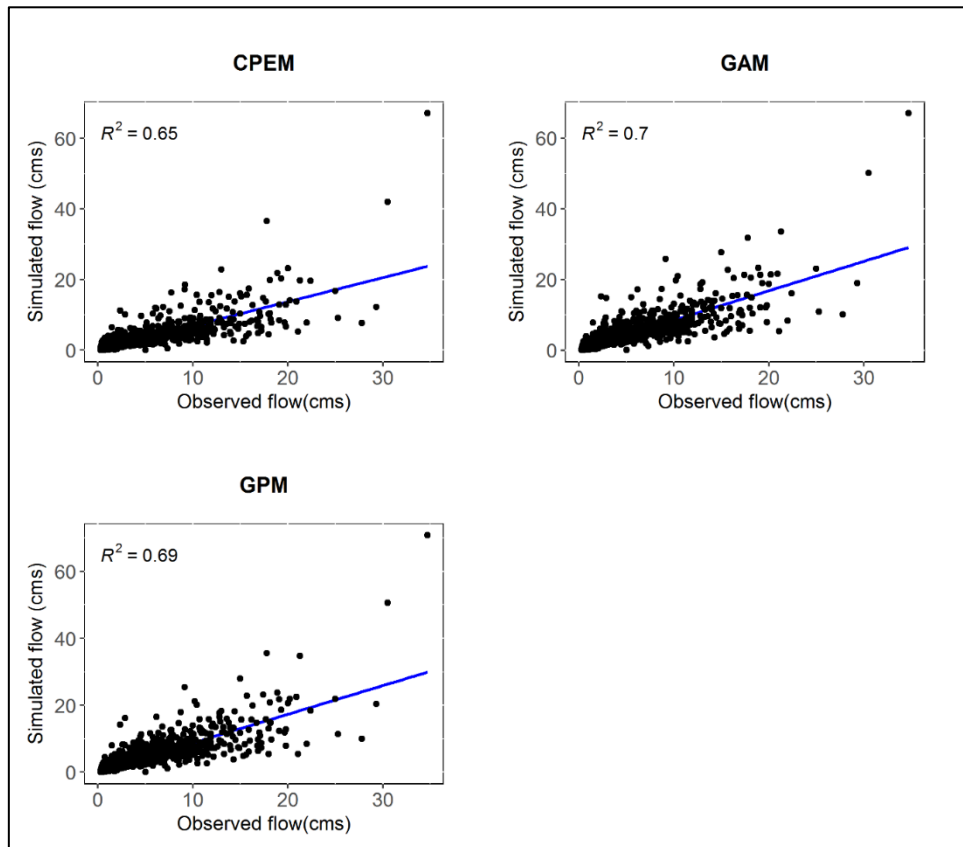 CPEM
R² = 0.65
60
40
20
0
Simulated flow (cms)
0 10 20 30
Observed flow(cms)
GAM
R² = 0.7
60
40
20
0
Simulated flow (cms)
0 10 20 30
Observed flow(cms)
GPM
R² = 0.69
60
40
20
0
Simulated flow (cms)
0 10 20 30
Observed flow(cms)